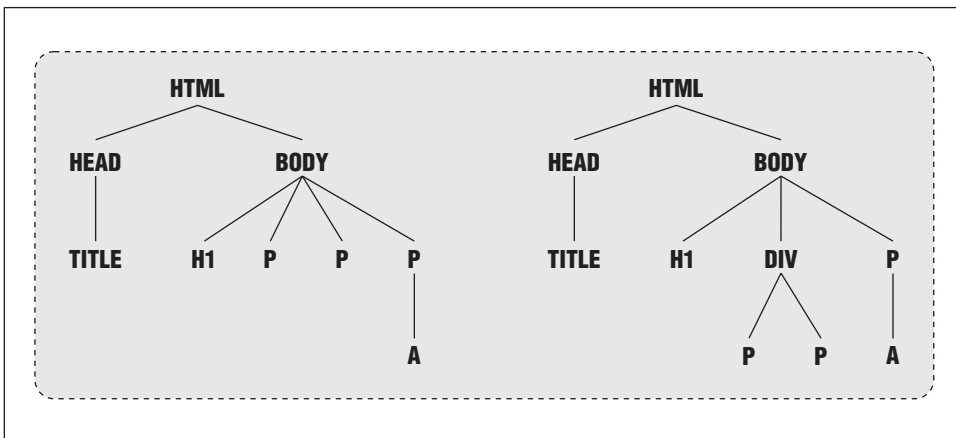 HTML HTML
HEAD BODY HEAD BODY
TITLE H1 P P P TITLE H1 DIV P
A P P A